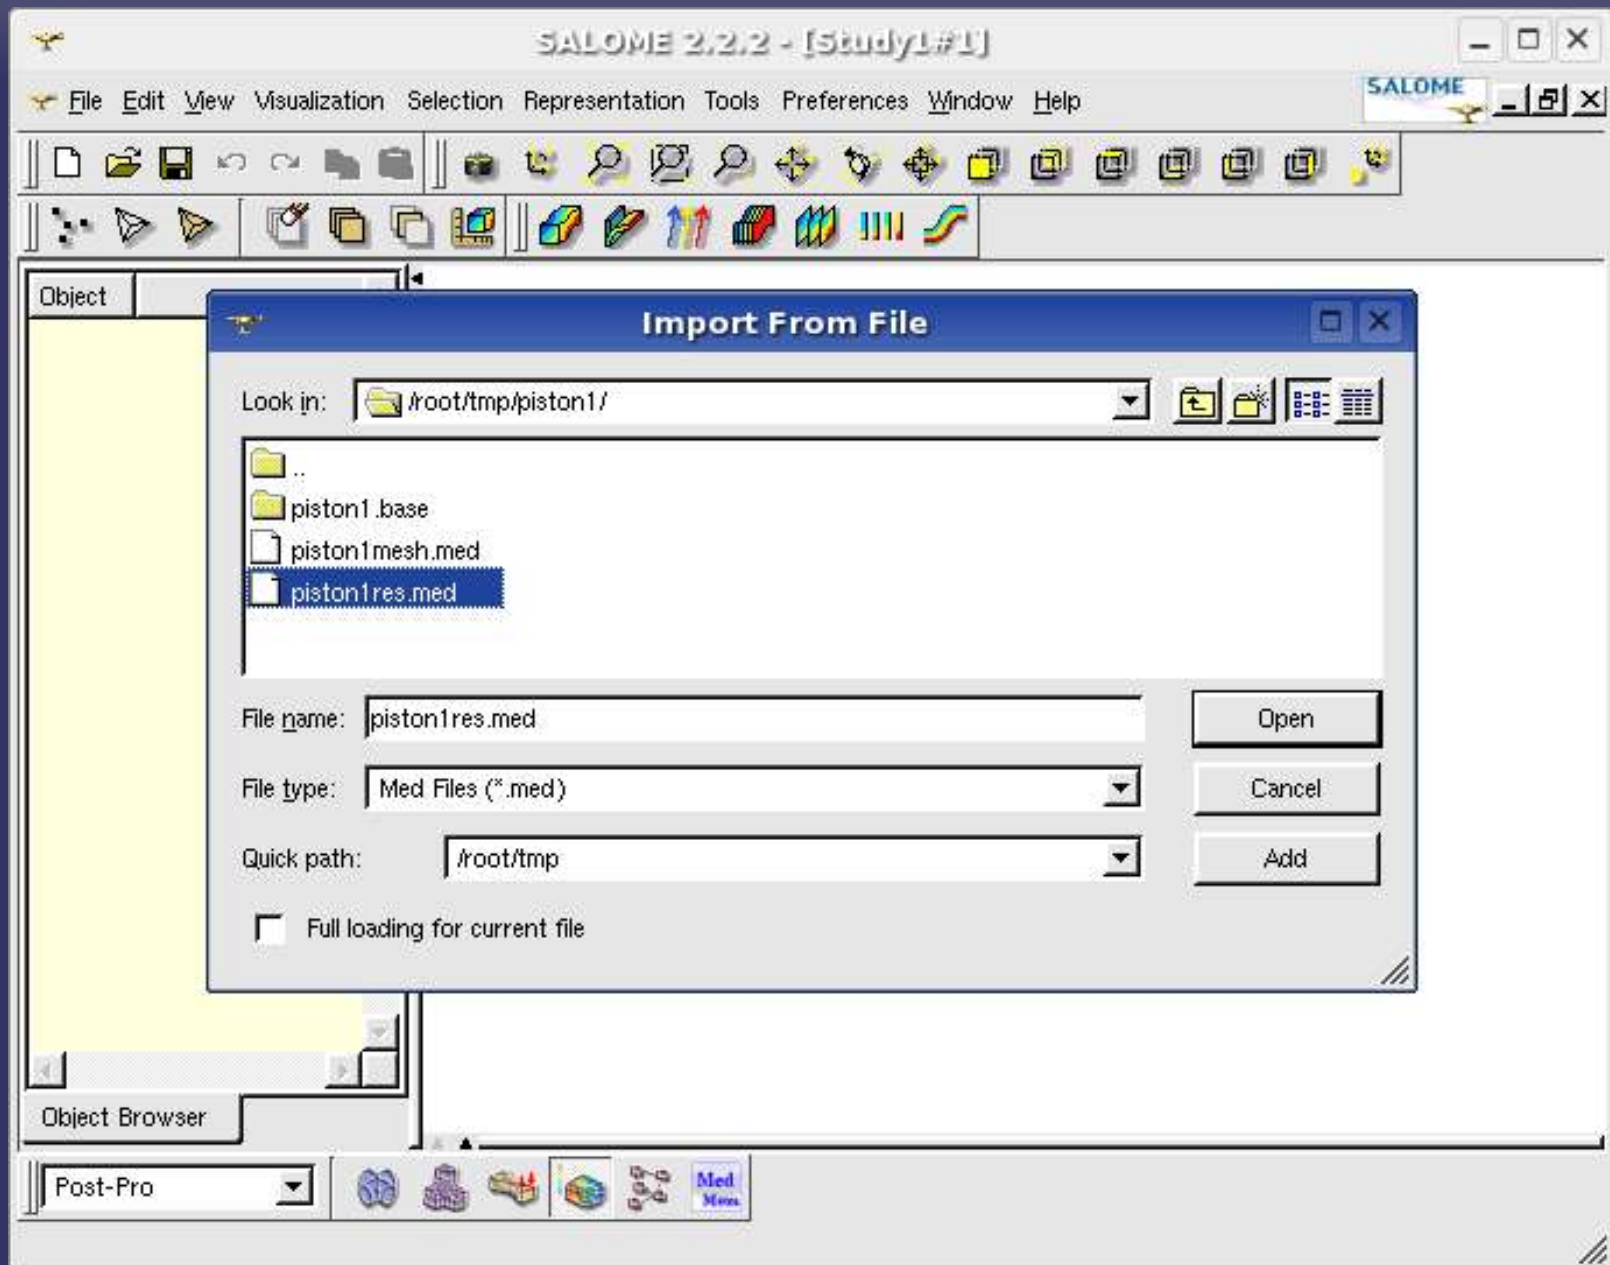 SALOME 2.2.2 - [Study1#1]
File Edit View Visualization Selection Representation Tools Preferences Window Help
SALOME
Object
Import From File
Look in: /root/tmp/piston1/
..
piston1.base
piston1mesh.med
piston1res.med
File name: piston1res.med
Open
File type: Med Files (*.med)
Cancel
Quick path: /root/tmp
Add
Full loading for current file
Object Browser
Post-Pro
Med
Mem